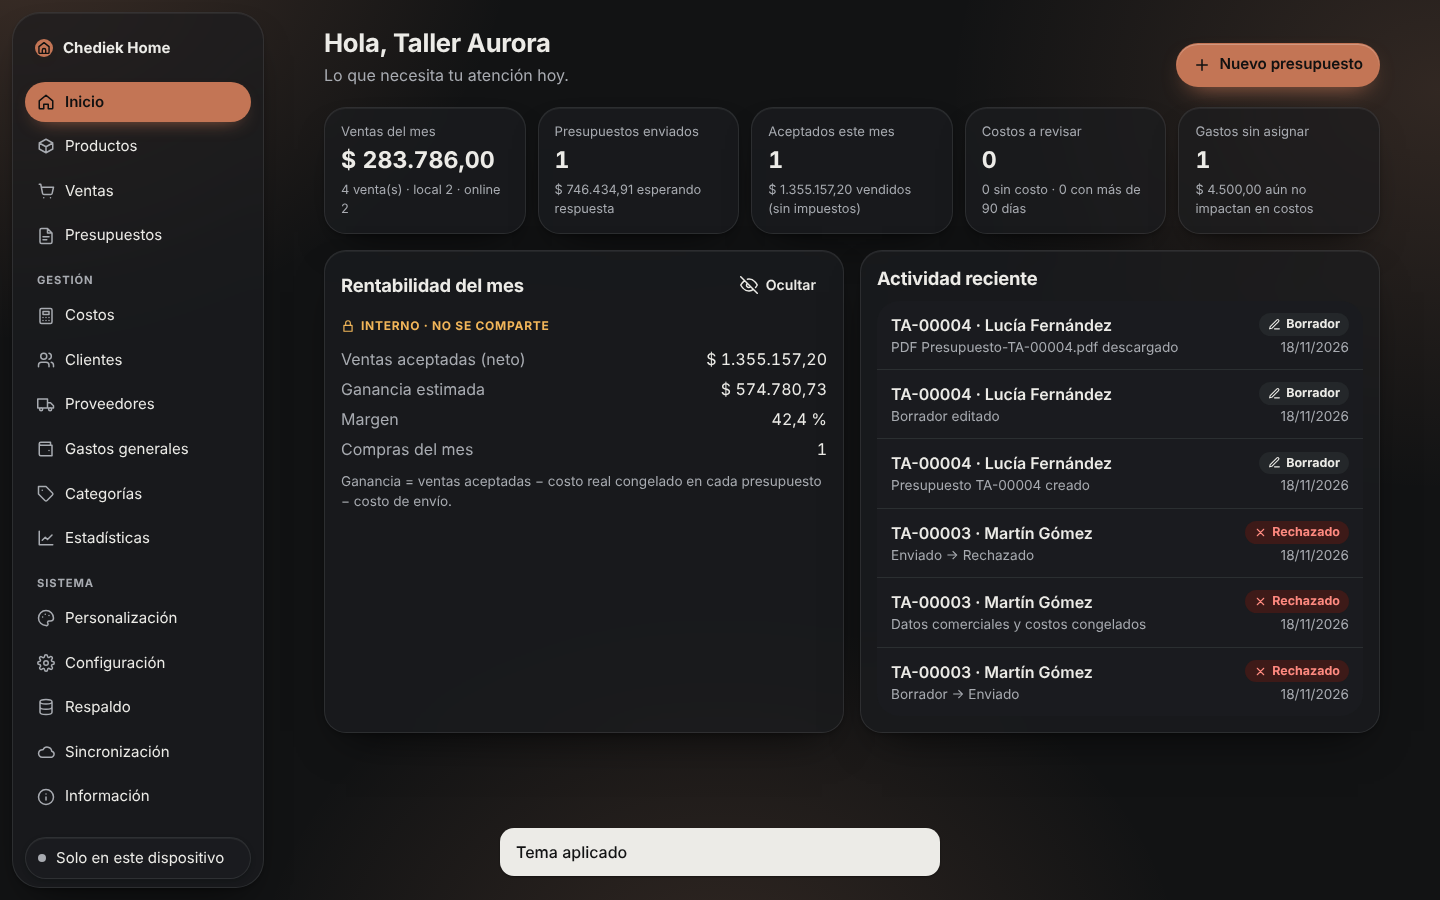 Chediek Home
Inicio
Productos
Ventas
Presupuestos
GESTIÓN
Costos
Clientes
Proveedores
Gastos generales
Categorías
Estadísticas
SISTEMA
Personalización
Configuración
Respaldo
Sincronización
Información
Solo en este dispositivo
Hola, Taller Aurora
Lo que necesita tu atención hoy.
Nuevo presupuesto
Ventas del mes
$ 283.786,00
4 venta(s) · local 2 · online
2
Presupuestos enviados
1
$ 746.434,91 esperando
respuesta
Aceptados este mes
1
$ 1.355.157,20 vendidos
(sin impuestos)
Costos a revisar
0
0 sin costo · 0 con más de
90 días
Gastos sin asignar
1
$ 4.500,00 aún no
impactan en costos
Rentabilidad del mes
Ocultar
INTERNO · NO SE COMPARTE
Ventas aceptadas (neto) $ 1.355.157,20
Ganancia estimada $ 574.780,73
Margen 42,4 %
Compras del mes 1
Ganancia = ventas aceptadas − costo real congelado en cada presupuesto
− costo de envío.
Actividad reciente
TA-00004 · Lucía Fernández Borrador
PDF Presupuesto-TA-00004.pdf descargado 18/11/2026
TA-00004 · Lucía Fernández Borrador
Borrador editado 18/11/2026
TA-00004 · Lucía Fernández Borrador
Presupuesto TA-00004 creado 18/11/2026
TA-00003 · Martín Gómez Rechazado
Enviado → Rechazado 18/11/2026
TA-00003 · Martín Gómez Rechazado
Datos comerciales y costos congelados 18/11/2026
TA-00003 · Martín Gómez Rechazado
Borrador → Enviado 18/11/2026
Tema aplicado